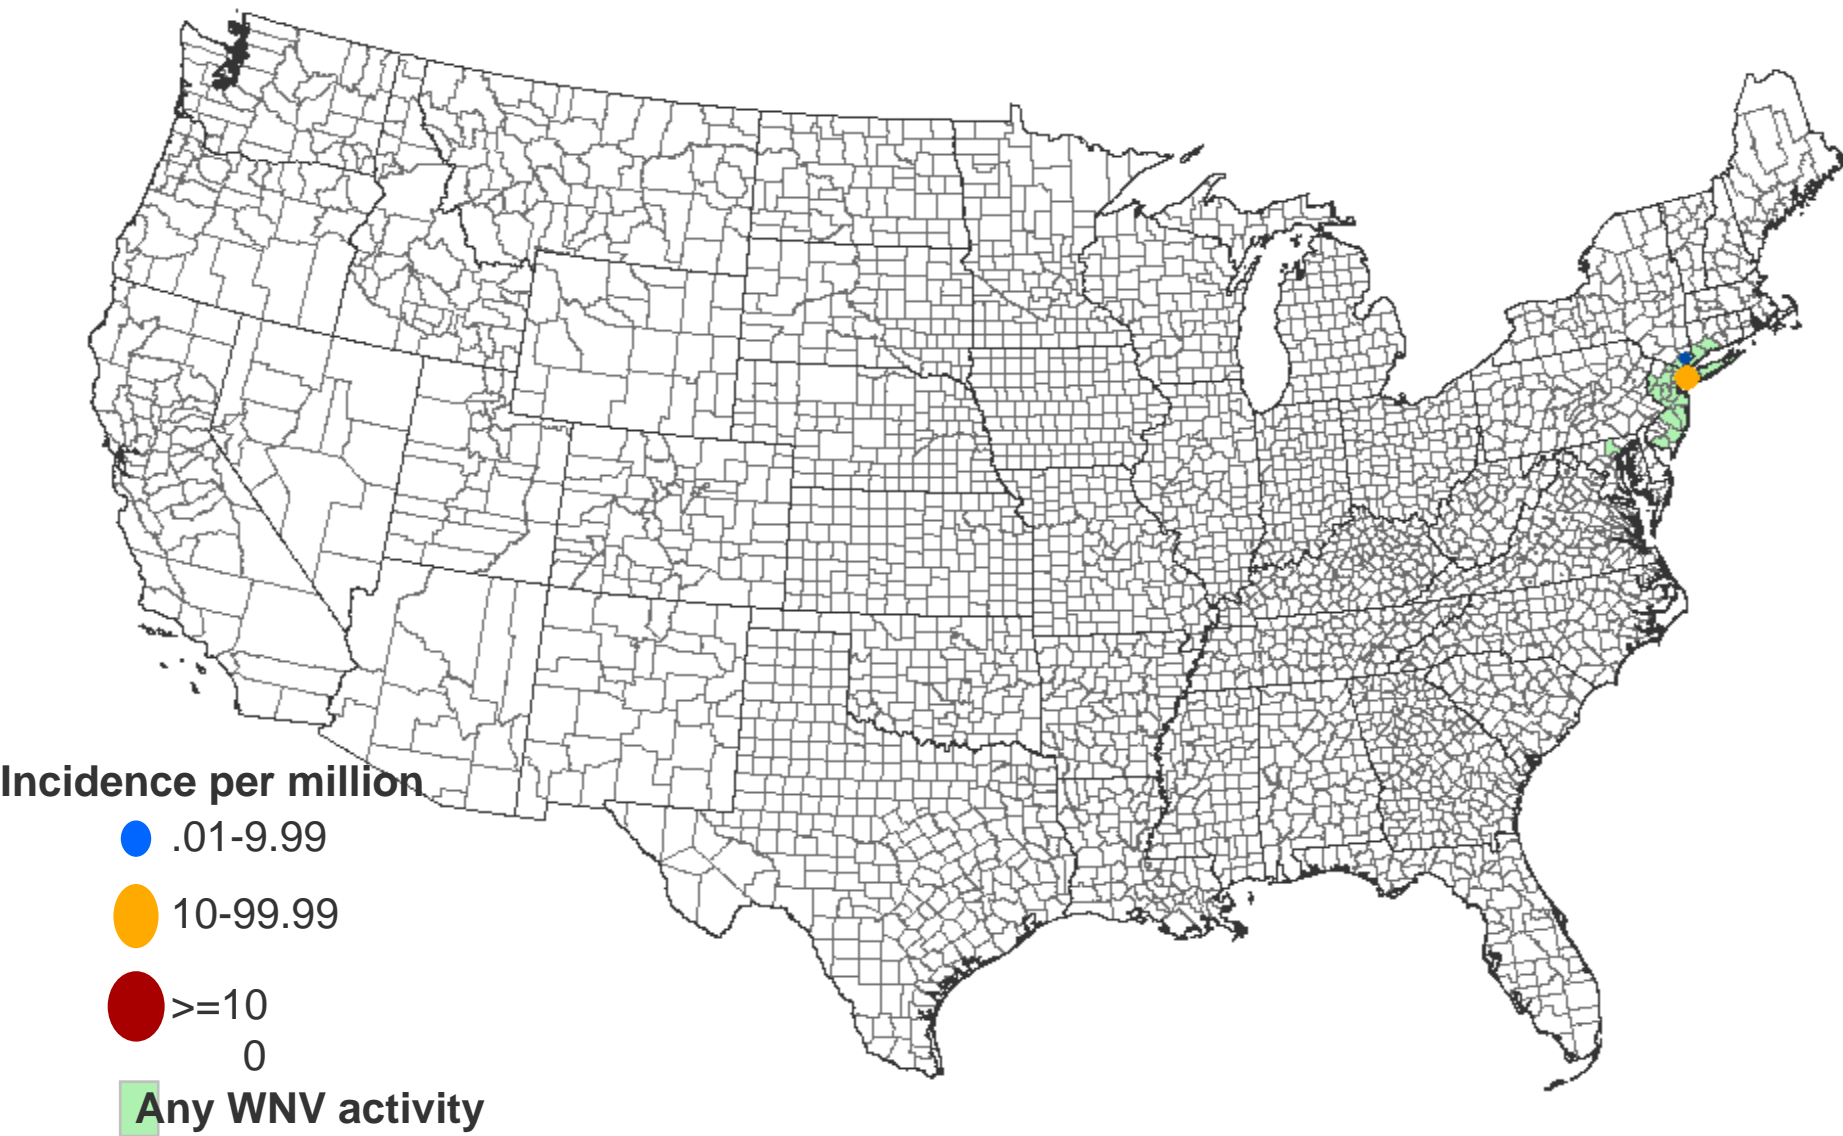 Incidence per million
.01-9.99
10-99.99
>=10
0
Any WNV activity